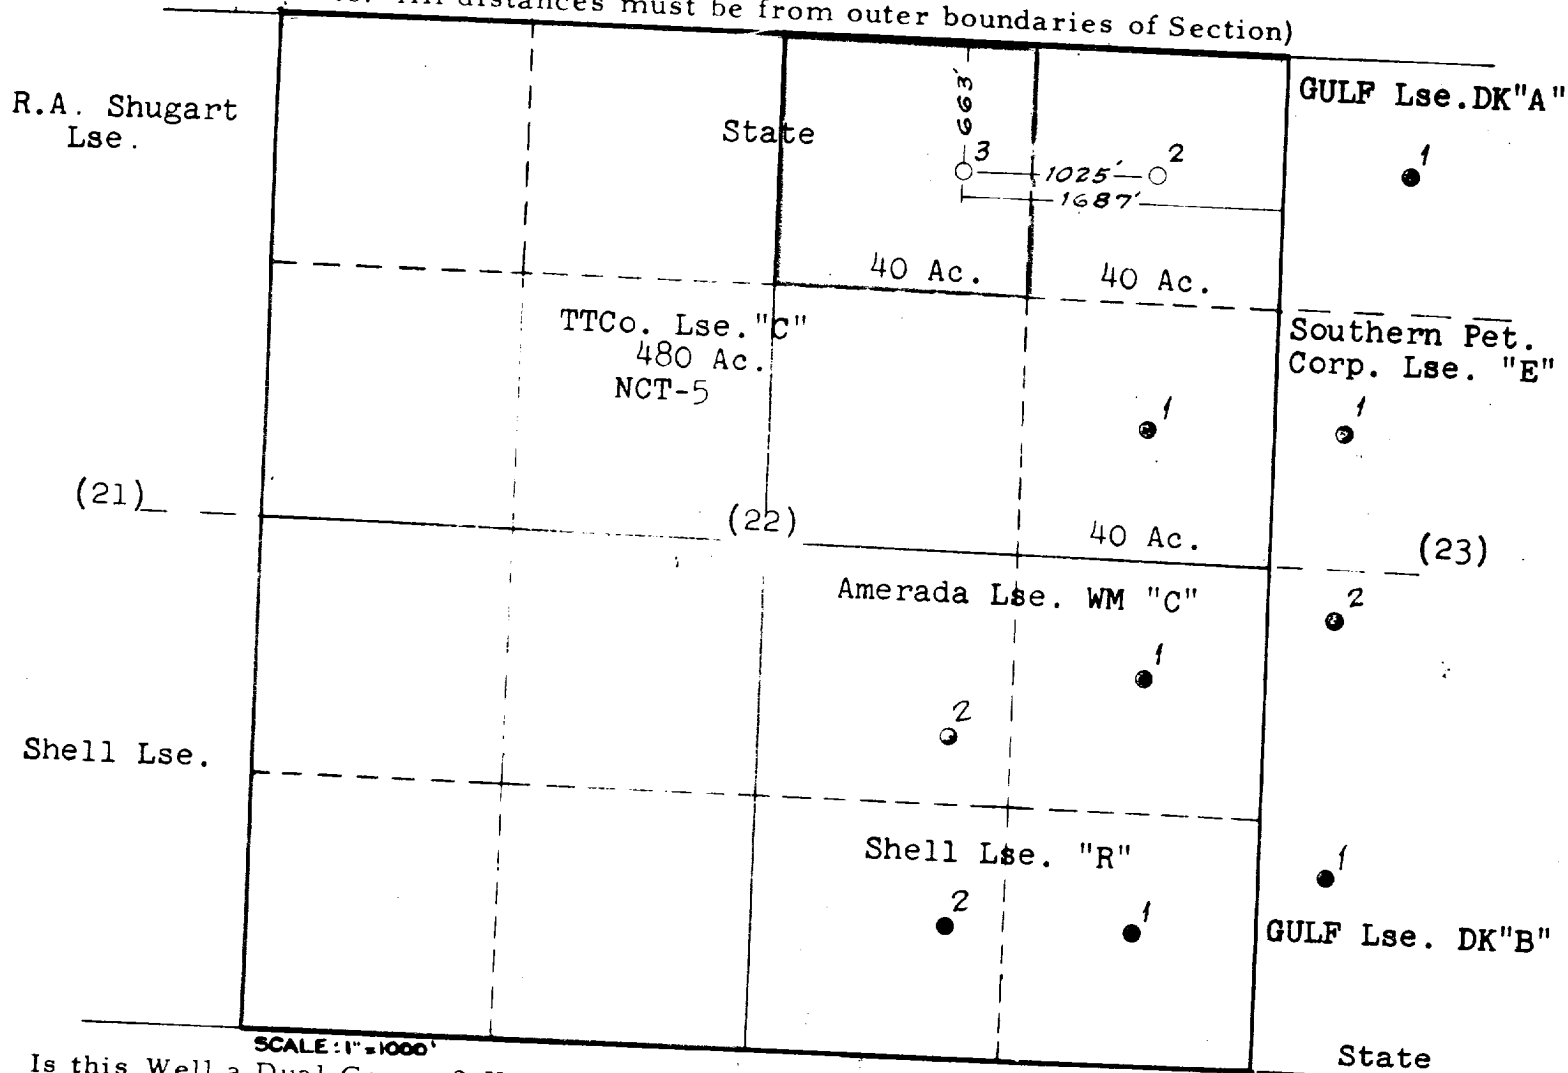 distances must be from outer boundaries of Section)
R.A. Shugart
Lse.
State
663'
3
2
1025'
1687'
GULF Lse.DK"A"
1
40 Ac.
40 Ac.
TTCo. Lse."C"
480 Ac.
NCT-5
Southern Pet.
Corp. Lse. "E"
1
1
(21)
(22)
40 Ac.
(23)
Amerada Lse. WM "C"
2
1
2
Shell Lse.
Shell Lse. "R"
2
1
1
GULF Lse. DK"B"
SCALE: 1"=1000'
State
Is this Well a Dual